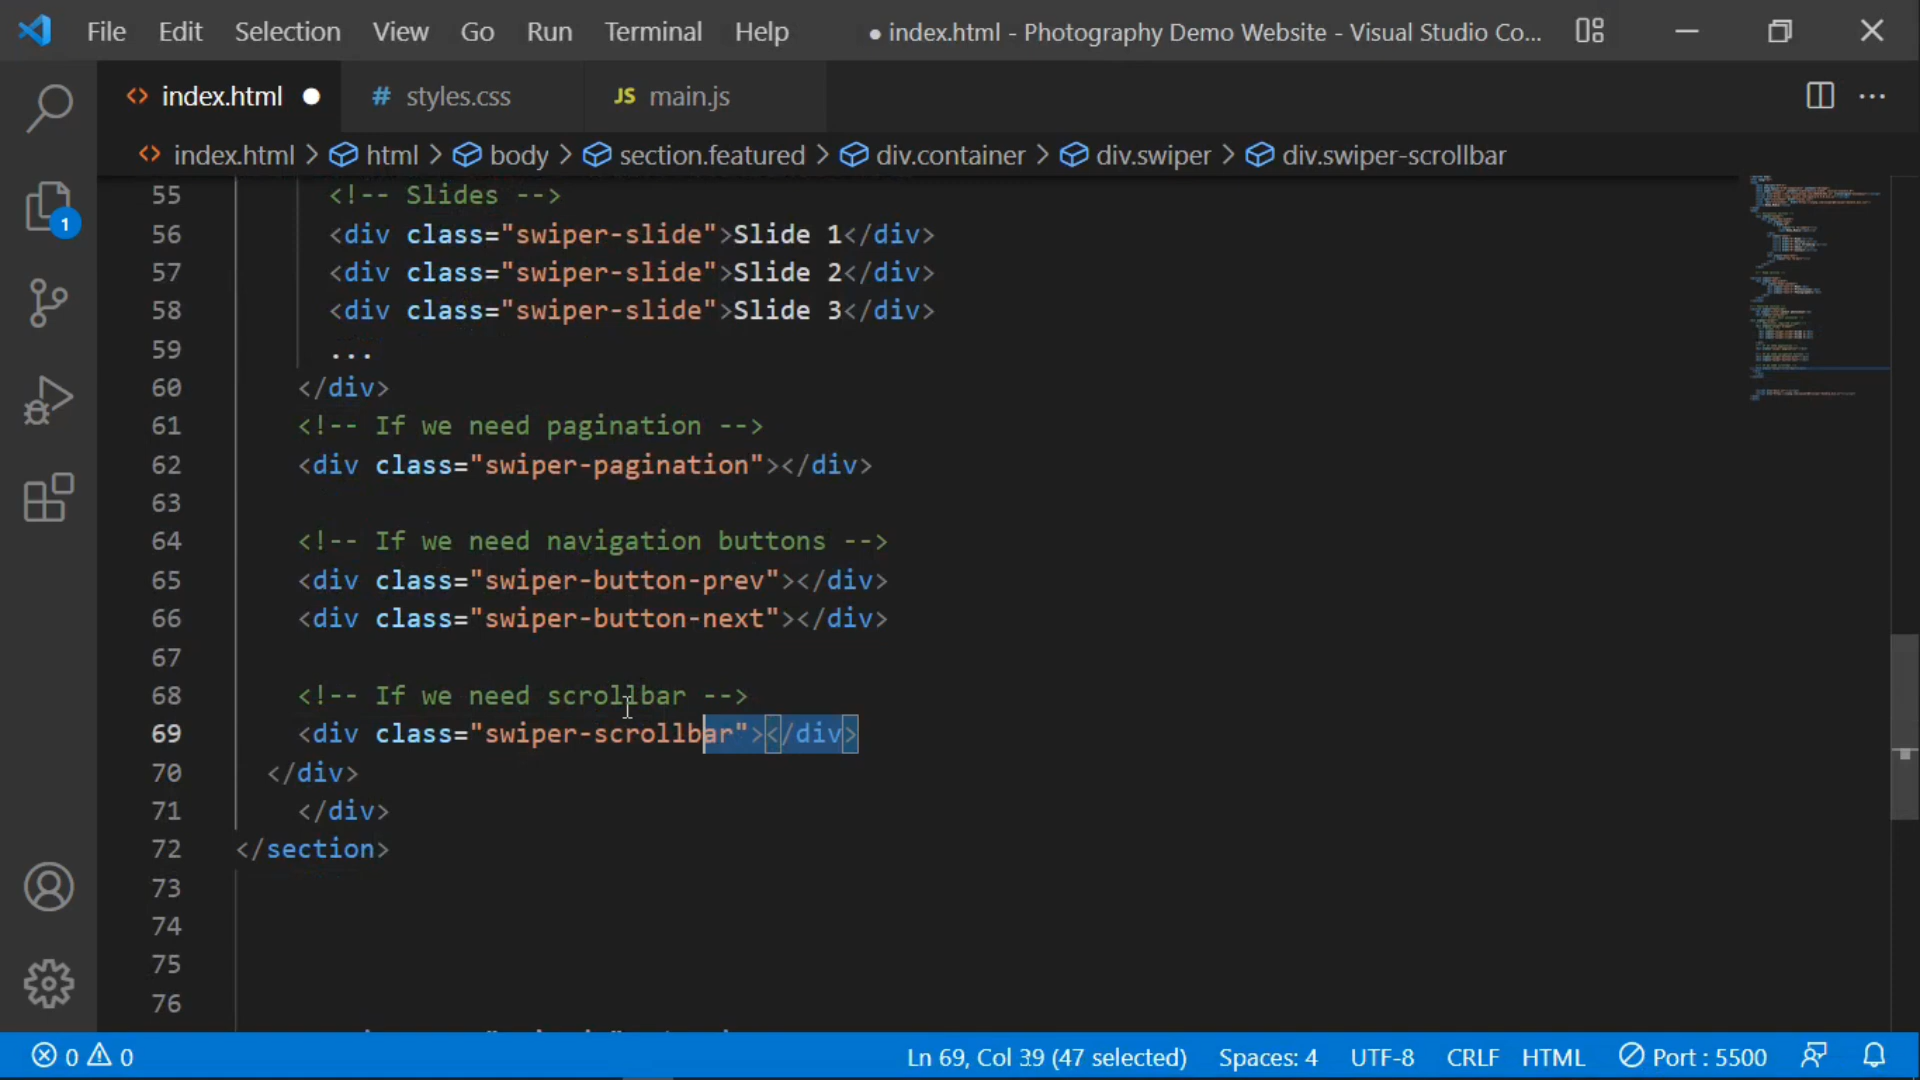 File Edit Selection View Go Run Terminal Help ● index.html - Photography Demo Website - Visual Studio Co...
<> index.html ● # styles.css JS main.js ...
<> index.html > html > body > section.featured > div.container > div.swiper > div.swiper-scrollbar
55 <!-- Slides -->
56 <div class="swiper-slide">Slide 1</div>
57 <div class="swiper-slide">Slide 2</div>
58 <div class="swiper-slide">Slide 3</div>
59 ...
60 </div>
61 <!-- If we need pagination -->
62 <div class="swiper-pagination"></div>
63
64 <!-- If we need navigation buttons -->
65 <div class="swiper-button-prev"></div>
66 <div class="swiper-button-next"></div>
67
68 <!-- If we need scrollbar -->
69 <div class="swiper-scrollbar"></div>
70 </div>
71 </div>
72 </section>
73
74
75
76
1
0 0 Ln 69, Col 39 (47 selected) Spaces: 4 UTF-8 CRLF HTML Port : 5500